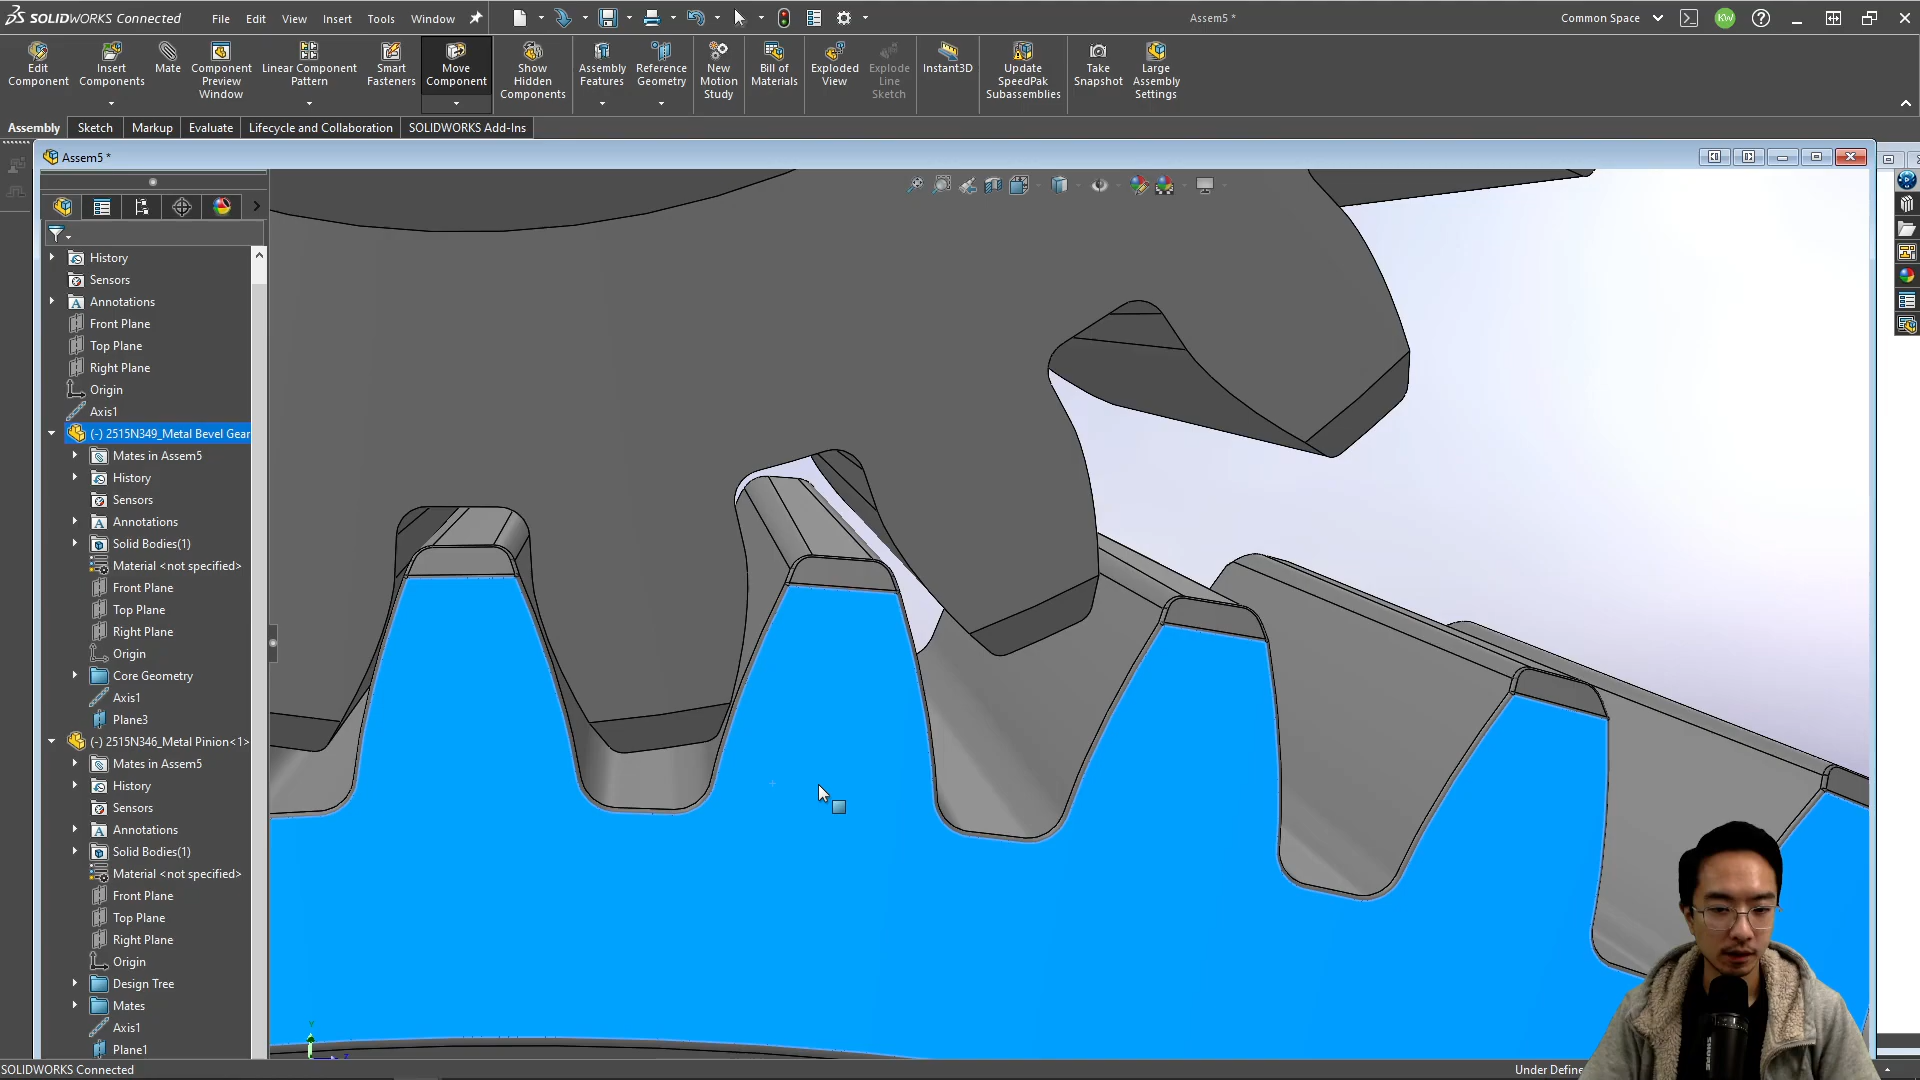 SOLIDWORKS Connected
File Edit View Insert Tools Window
Assem5 *
Common Space
KW
Edit Component
Insert Components
Mate
Component Preview Window
Linear Component Pattern
Smart Fasteners
Move Component
Show Hidden Components
Assembly Features
Reference Geometry
New Motion Study
Bill of Materials
Exploded View
Explode Line Sketch
Instant3D
Update SpeedPak Subassemblies
Take Snapshot
Large Assembly Settings
Assembly Sketch Markup Evaluate Lifecycle and Collaboration SOLIDWORKS Add-Ins
Assem5 *
History
Sensors
Annotations
Front Plane
Top Plane
Right Plane
Origin
Axis1
(-) 2515N349_Metal Bevel Gear
Mates in Assem5
History
Sensors
Annotations
Solid Bodies(1)
Material <not specified>
Front Plane
Top Plane
Right Plane
Origin
Core Geometry
Axis1
Plane3
(-) 2515N346_Metal Pinion<1>
Mates in Assem5
History
Sensors
Annotations
Solid Bodies(1)
Material <not specified>
Front Plane
Top Plane
Right Plane
Origin
Design Tree
Mates
Axis1
Plane1
Y
Z
SHURE
SOLIDWORKS Connected
Under Define